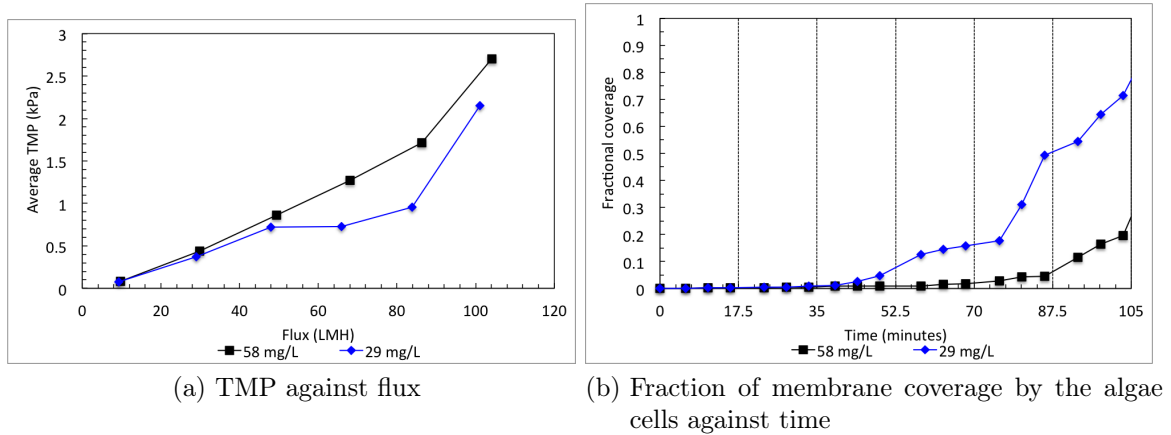 3
2.5
2
1.5
1
0.5
0
Average TMP (kPa)
0 20 40 60 80 100 120
Flux (LMH)
58 mg/L 29 mg/L
(a) TMP against flux
1
0.9
0.8
0.7
0.6
0.5
0.4
0.3
0.2
0.1
0
Fractional coverage
0 17.5 35 52.5 70 87.5 105
Time (minutes)
58 mg/L 29 mg/L
(b) Fraction of membrane coverage by the algae
cells against time